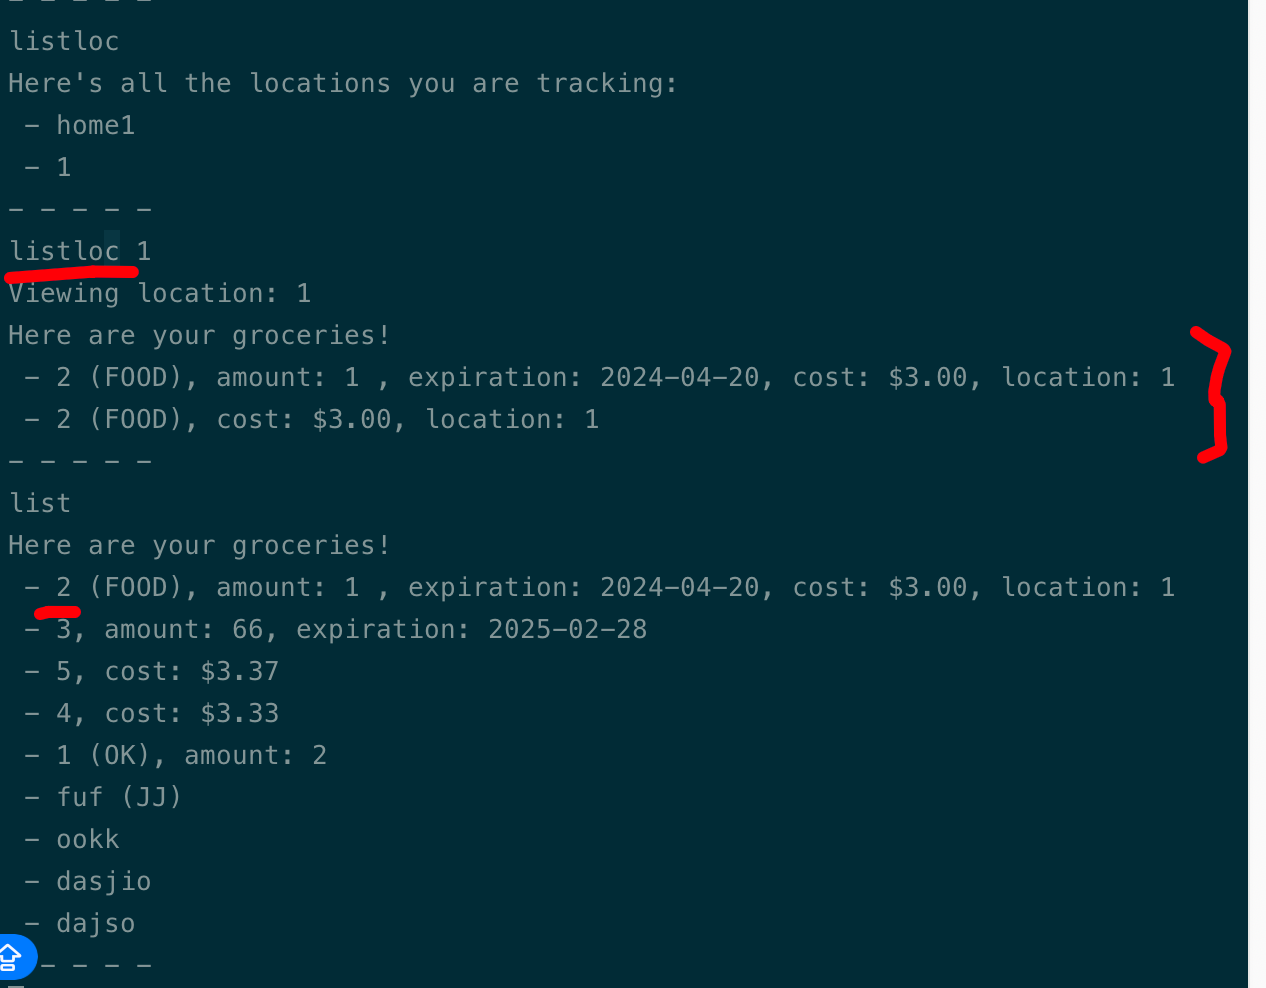 - - - - -
listloc
Here's all the locations you are tracking:
- home1
- 1
- - - - -
listloc 1
Viewing location: 1
Here are your groceries!
- 2 (FOOD), amount: 1 , expiration: 2024-04-20, cost: $3.00, location: 1
- 2 (FOOD), cost: $3.00, location: 1
- - - - -
list
Here are your groceries!
- 2 (FOOD), amount: 1 , expiration: 2024-04-20, cost: $3.00, location: 1
- 3, amount: 66, expiration: 2025-02-28
- 5, cost: $3.37
- 4, cost: $3.33
- 1 (OK), amount: 2
- fuf (JJ)
- ookk
- dasjio
- dajso
- - - -